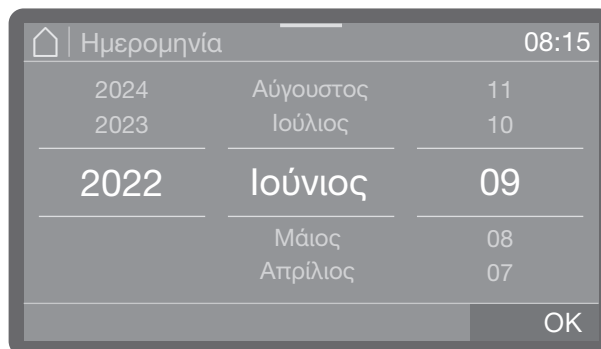 Ημερομηνία 08:15
2024 Αύγουστος 11
2023 Ιούλιος 10
2022 Ιούνιος 09
Μάιος 08
Απρίλιος 07
OK